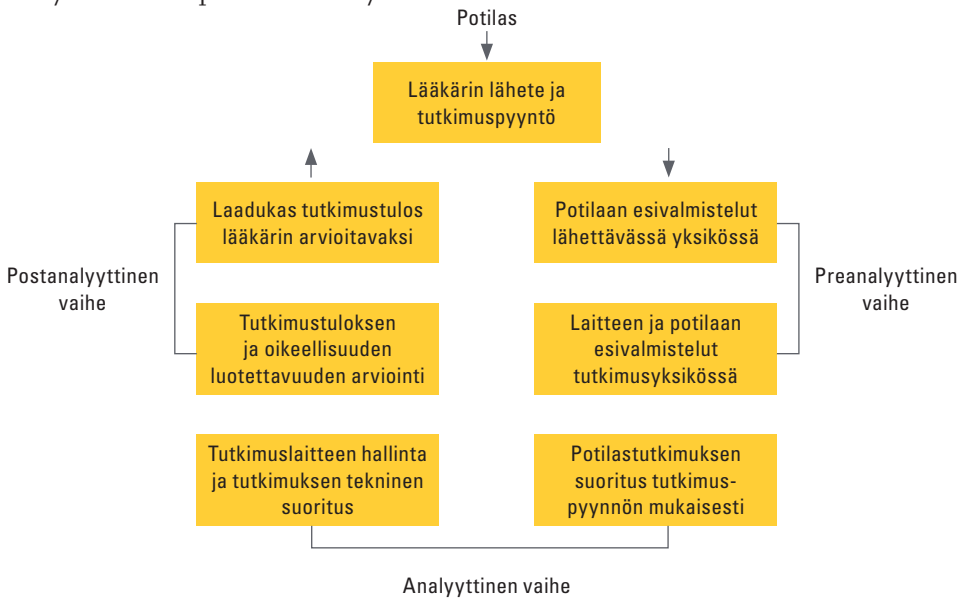 Potilas
Lääkärin lähete ja
tutkimuspyyntö
Laadukas tutkimustulos
lääkärin arvioitavaksi
Potilaan esivalmistelut
lähettävässä yksikössä
Postanalyyttinen
vaihe
Preanalyyttinen
vaihe
Tutkimustuloksen
ja oikeellisuuden
luotettavuuden arviointi
Laitteen ja potilaan
esivalmistelut
tutkimusyksikössä
Tutkimuslaitteen hallinta
ja tutkimuksen tekninen
suoritus
Potilastutkimuksen
suoritus tutkimus-
pyynnön mukaisesti
Analyyttinen vaihe